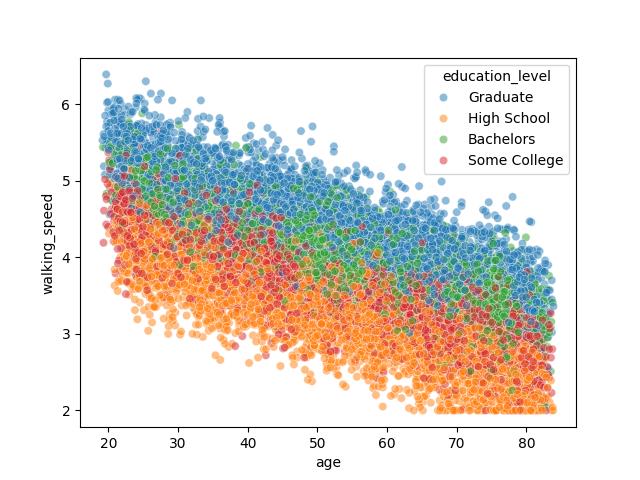 education_level
Graduate
High School
Bachelors
Some College
6
5
4
3
2
walking_speed
20 30 40 50 60 70 80
age